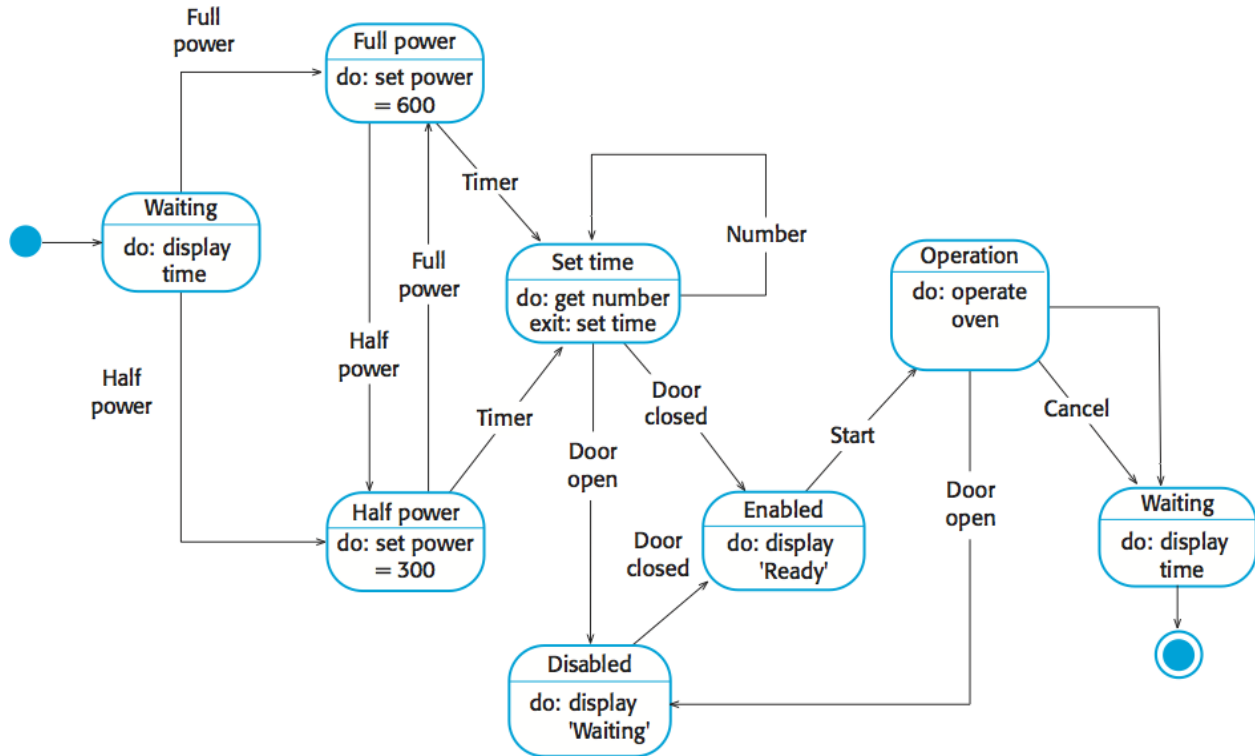 Full
power
Full power
do: set power
= 600
Timer
Waiting
do: display
time
Full
power
Number
Set time
do: get number
exit: set time
Operation
do: operate
oven
Half
power
Half
power
Timer
Door
closed
Door
open
Start
Cancel
Door
open
Half power
do: set power
= 300
Enabled
do: display
'Ready'
Waiting
do: display
time
Door
closed
Disabled
do: display
'Waiting'